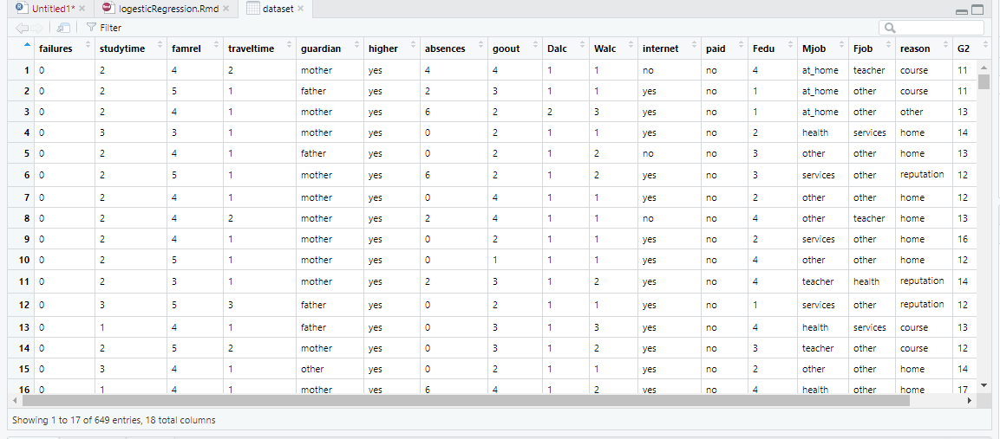 Untitled1* logesticRegression.Rmd dataset
Filter
failures studytime famrel traveltime guardian higher absences goout Dalc Walc internet paid Fedu Mjob Fjob reason G2
1 0 2 4 2 mother yes 4 4 1 1 no no 4 at_home teacher course 11
2 0 2 5 1 father yes 2 3 1 1 yes no 1 at_home other course 11
3 0 2 4 1 mother yes 6 2 2 3 yes no 1 at_home other other 13
4 0 3 3 1 mother yes 0 2 1 1 yes no 2 health services home 14
5 0 2 4 1 father yes 0 2 1 2 no no 3 other other home 13
6 0 2 5 1 mother yes 6 2 1 2 yes no 3 services other reputation 12
7 0 2 4 1 mother yes 0 4 1 1 yes no 2 other other home 12
8 0 2 4 2 mother yes 2 4 1 1 no no 4 other teacher home 13
9 0 2 4 1 mother yes 0 2 1 1 yes no 2 services other home 16
10 0 2 5 1 mother yes 0 1 1 1 yes no 4 other other home 12
11 0 2 3 1 mother yes 2 3 1 2 yes no 4 teacher health reputation 14
12 0 3 5 3 father yes 0 2 1 1 yes no 1 services other reputation 12
13 0 1 4 1 father yes 0 3 1 3 yes no 4 health services course 13
14 0 2 5 2 mother yes 0 3 1 2 yes no 3 teacher other course 12
15 0 3 4 1 other yes 0 2 1 1 yes no 2 other other home 14
16 0 1 4 1 mother yes 6 4 1 2 yes no 4 health other home 17
Showing 1 to 17 of 649 entries, 18 total columns